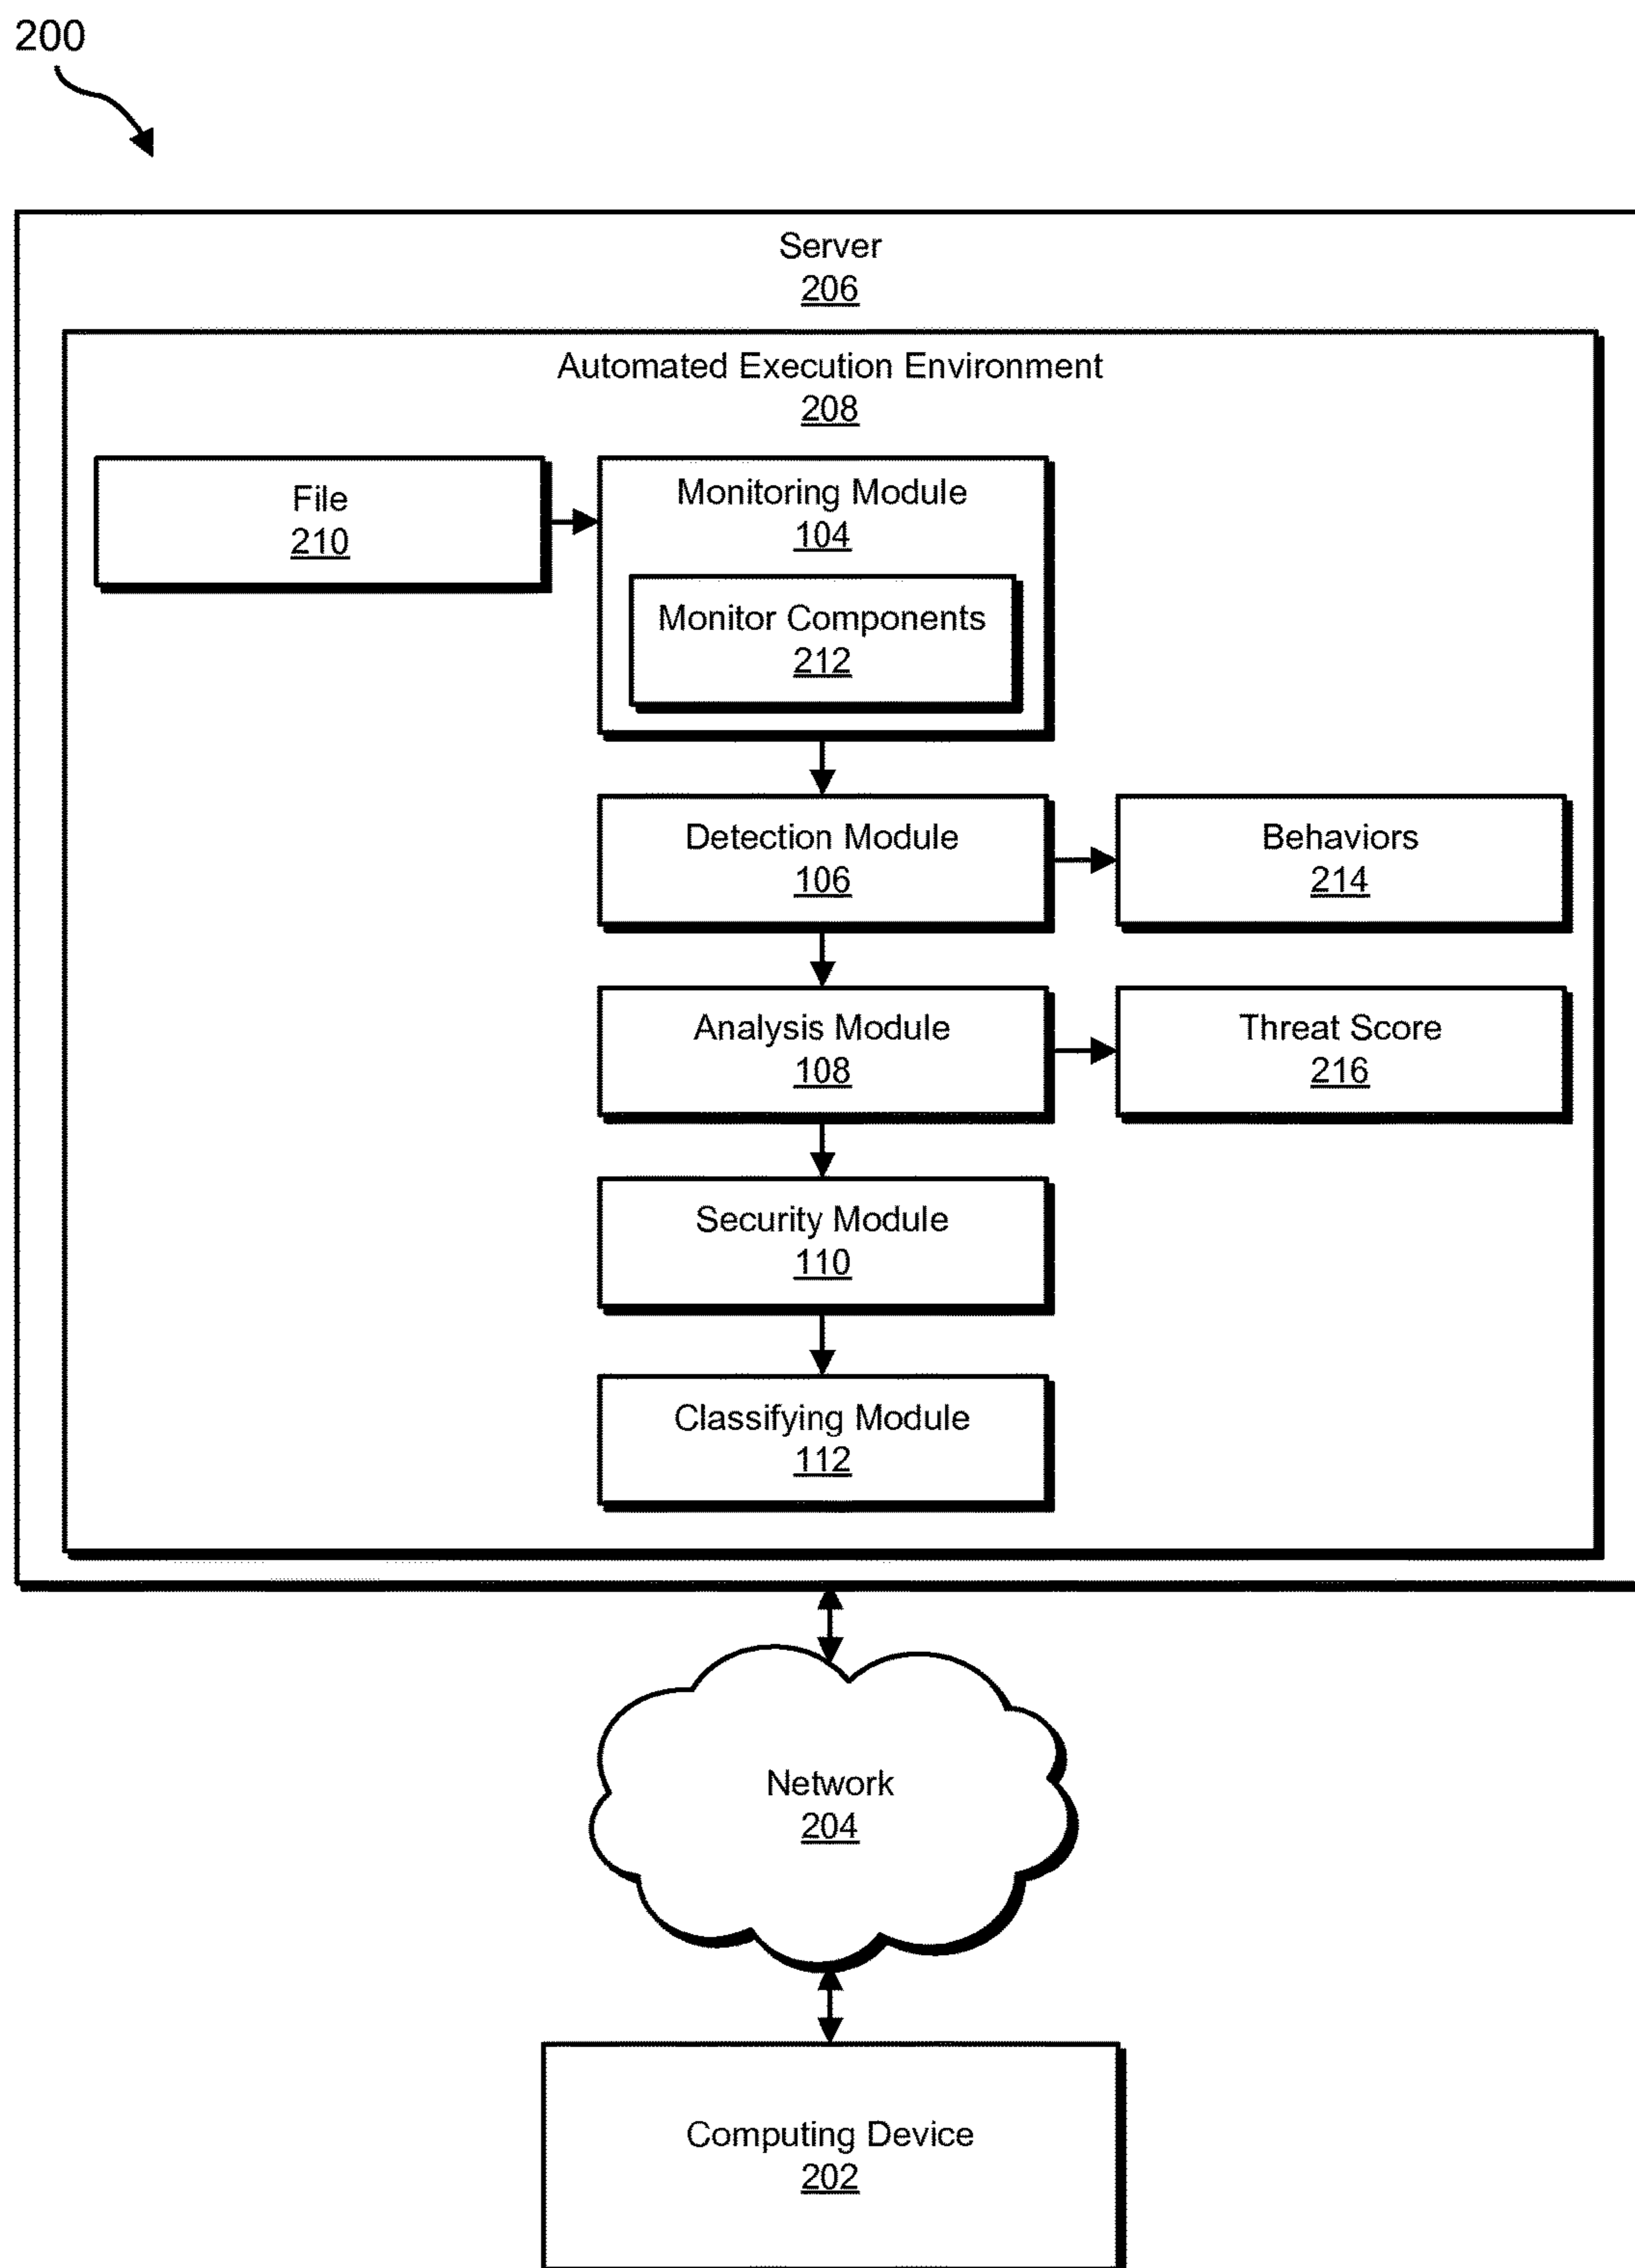 200
Server
206
Automated Execution Environment
208
File
210
Monitoring Module
104
Monitor Components
212
Detection Module
106
Behaviors
214
Analysis Module
108
Threat Score
216
Security Module
110
Classifying Module
112
Network
204
Computing Device
202